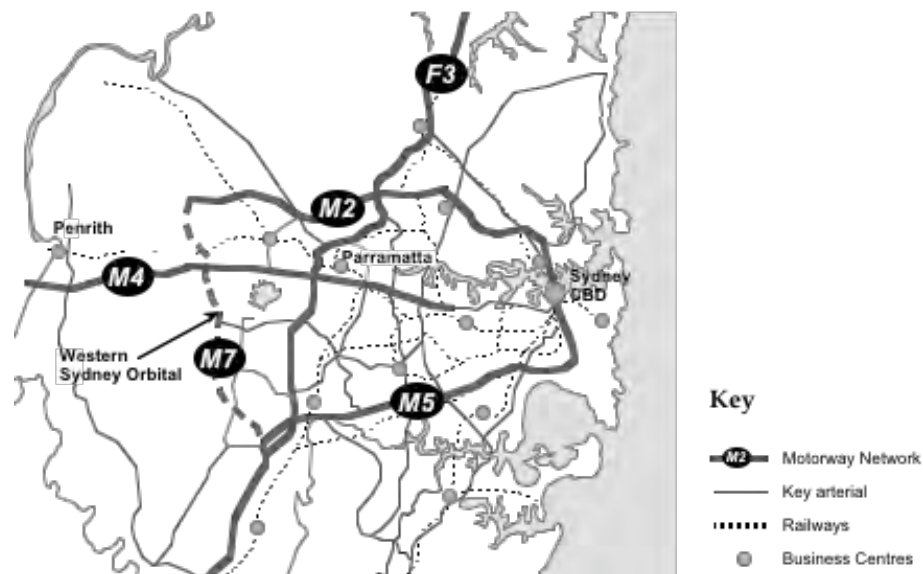 F3
M2
Penrith
Parramatta
M4
Sydney
CBD
Western
Sydney Orbital
M7
M5
Key
M2 Motorway Network
Key arterial
Railways
Business Centres